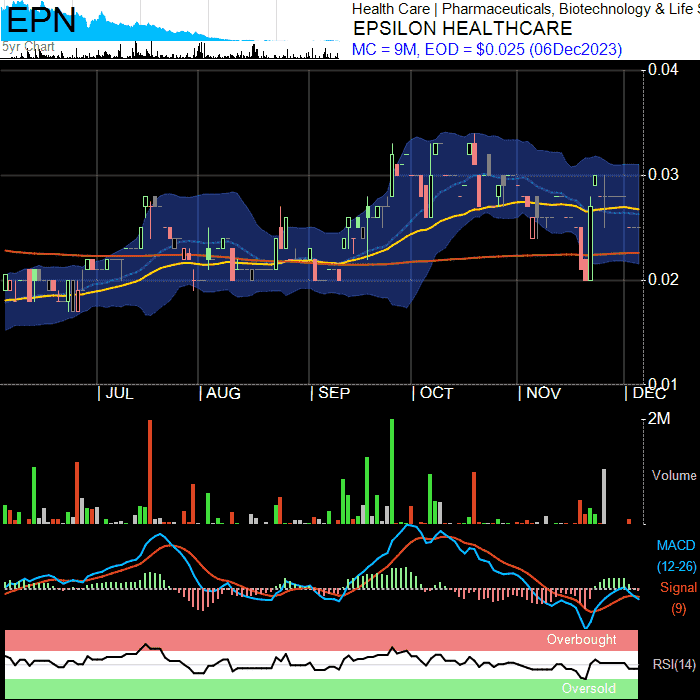 EPN
Health Care | Pharmaceuticals, Biotechnology & Life S
EPSILON HEALTHCARE
MC = 9M, EOD = $0.025 (06Dec2023)
5yr Chart
0.04
0.03
0.02
0.01
| JUL | AUG | SEP | OCT | NOV | DEC
2M
Volume
MACD
(12-26)
Signal
(9)
Overbought
RSI(14)
Oversold